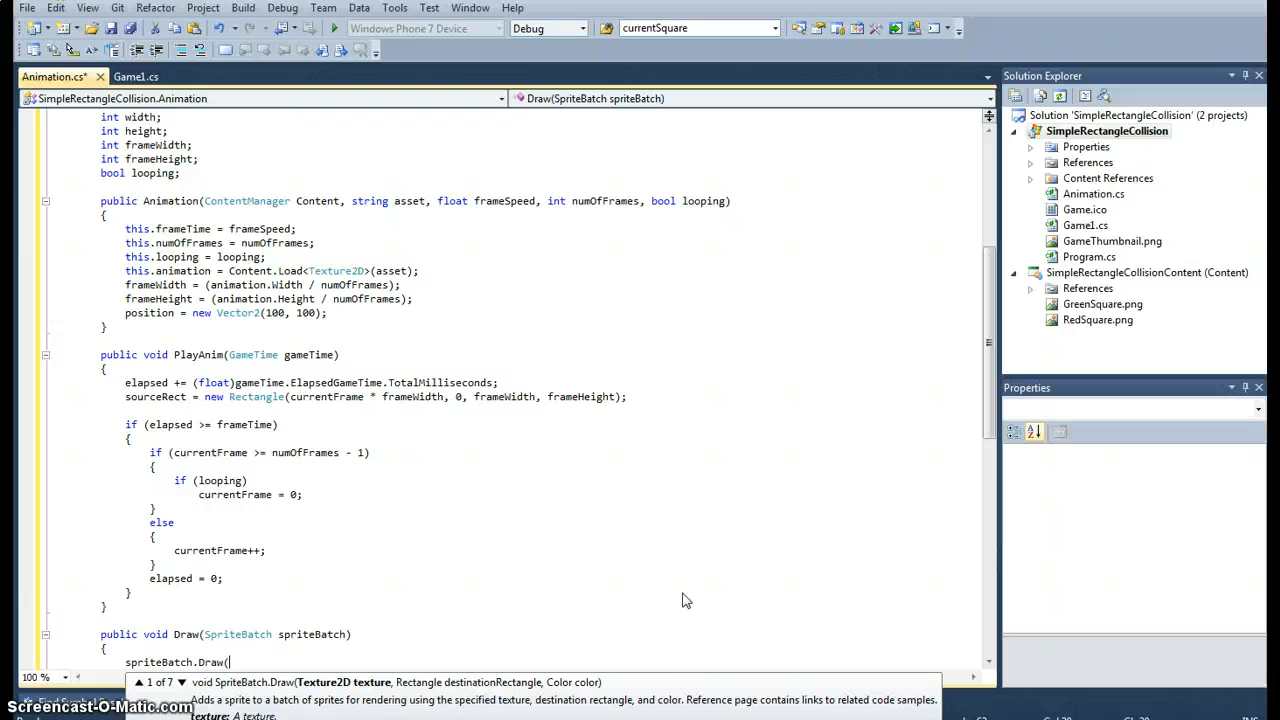 File Edit View Git Refactor Project Build Debug Team Data Tools Test Window Help
Windows Phone 7 Device Debug currentSquare
Animation.cs* Game1.cs
SimpleRectangleCollision.Animation Draw(SpriteBatch spriteBatch)
int width;
int height;
int frameWidth;
int frameHeight;
bool looping;
public Animation(ContentManager Content, string asset, float frameSpeed, int numOfFrames, bool looping)
{
this.frameTime = frameSpeed;
this.numOfFrames = numOfFrames;
this.looping = looping;
this.animation = Content.Load<Texture2D>(asset);
frameWidth = (animation.Width / numOfFrames);
frameHeight = (animation.Height / numOfFrames);
position = new Vector2(100, 100);
}
public void PlayAnim(GameTime gameTime)
{
elapsed += (float)gameTime.ElapsedGameTime.TotalMilliseconds;
sourceRect = new Rectangle(currentFrame * frameWidth, 0, frameWidth, frameHeight);
if (elapsed >= frameTime)
{
if (currentFrame >= numOfFrames - 1)
{
if (looping)
currentFrame = 0;
}
else
{
currentFrame++;
}
elapsed = 0;
}
}
public void Draw(SpriteBatch spriteBatch)
{
spriteBatch.Draw(
100 %
1 of 7 void SpriteBatch.Draw(Texture2D texture, Rectangle destinationRectangle, Color color)
Adds a sprite to a batch of sprites for rendering using the specified texture, destination rectangle, and color. Reference page contains links to related code samples.
texture: A texture.
Solution Explorer
Solution 'SimpleRectangleCollision' (2 projects)
SimpleRectangleCollision
Properties
References
Content References
Animation.cs
Game.ico
Game1.cs
GameThumbnail.png
Program.cs
SimpleRectangleCollisionContent (Content)
References
GreenSquare.png
RedSquare.png
Properties
Screencast-O-Matic.com